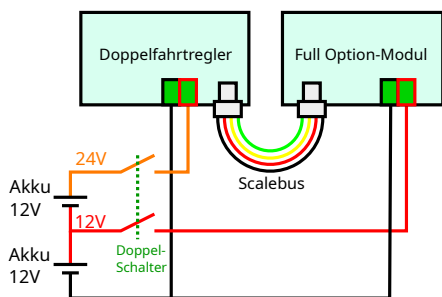 Doppelfahrtregler
Full Option-Modul
24V
Scalebus
Akku
12V
12V
Doppel-
Schalter
Akku
12V